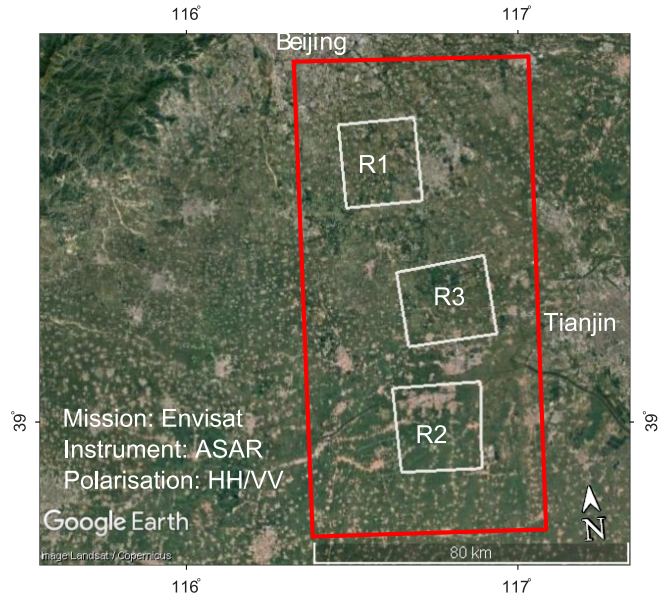 116°
117°
Beijing
R1
R3
Tianjin
39°
39°
R2
Mission: Envisat
Instrument: ASAR
Polarisation: HH/VV
Google Earth
N
Image Landsat / Copernicus
80 km
116°
117°